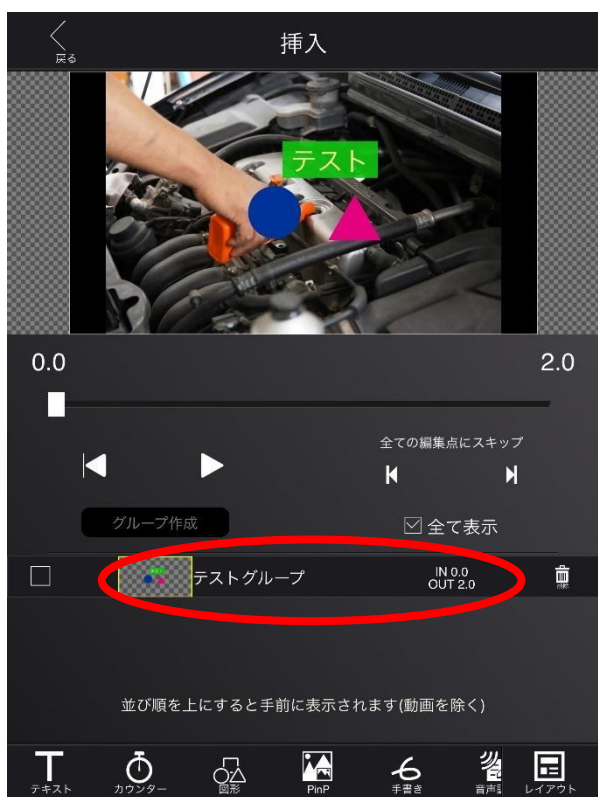 戻る
挿入
テスト
0.0
2.0
全ての編集点にスキップ
グループ作成
全て表示
テストグループ
IN 0.0
OUT 2.0
削除
並び順を上にすると手前に表示されます(動画を除く)
テキスト
カウンター
図形
PinP
手書き
レイアウト